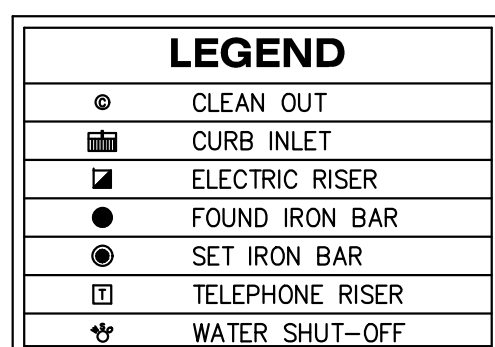 LEGEND
© CLEAN OUT
CURB INLET
ELECTRIC RISER
FOUND IRON BAR
SET IRON BAR
T TELEPHONE RISER
WATER SHUT-OFF